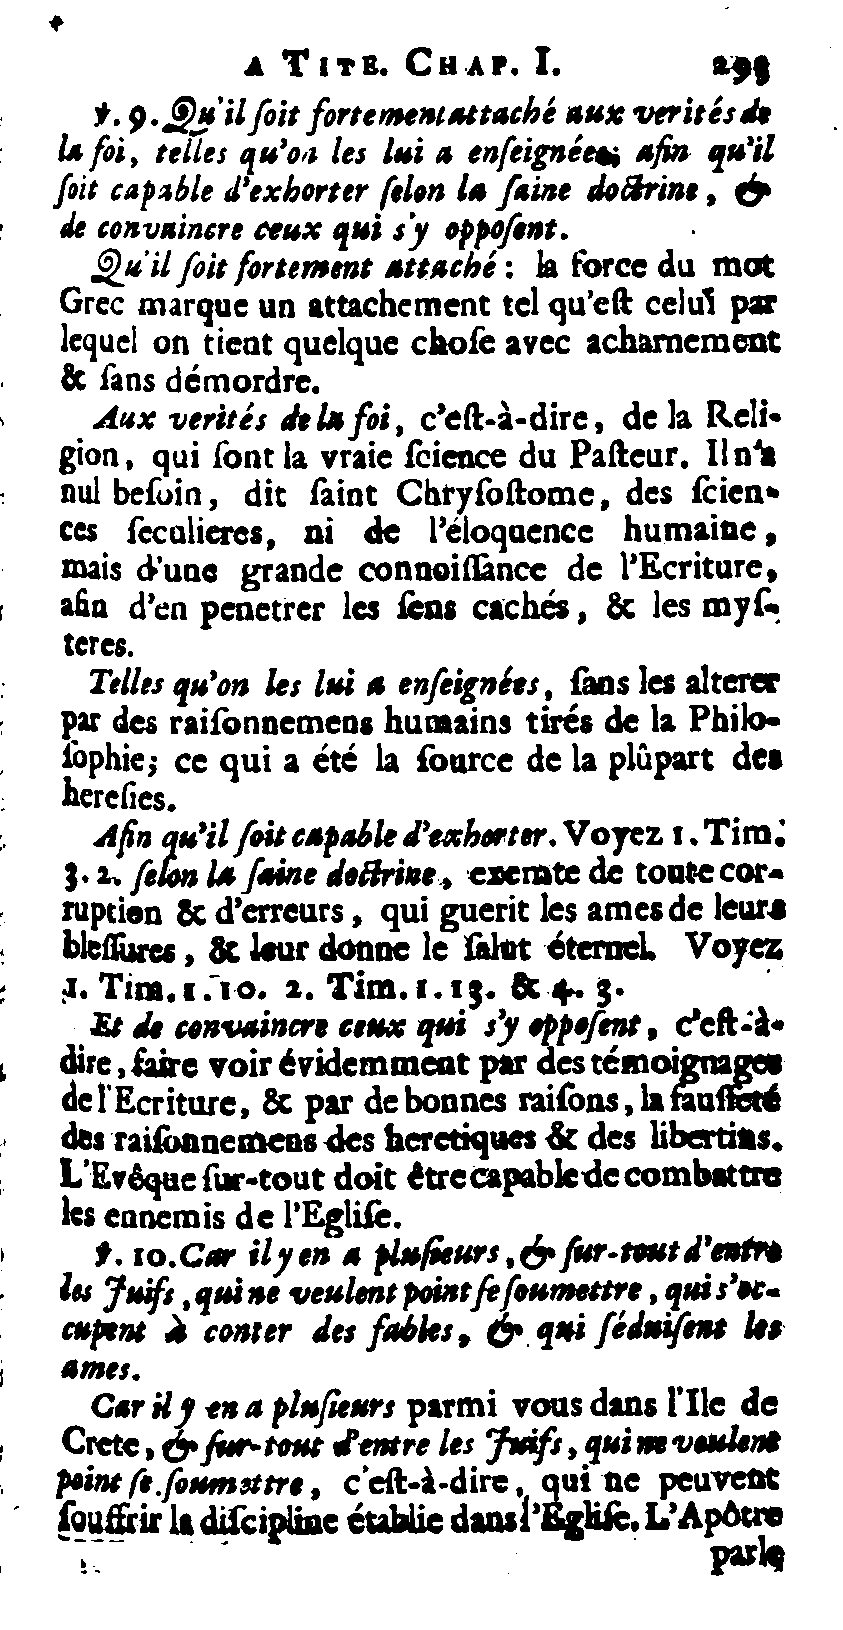 A TITE. CHAP. I. 293
℣. 9. Qu'il ſoit fortement attaché aux verités de
la foi, telles qu'on les lui a enſeignées; afin qu'il
ſoit capable d'exhorter ſelon la ſaine doctrine, &
de convaincre ceux qui s'y oppoſent.
Qu'il ſoit fortement attaché: la force du mot
Grec marque un attachement tel qu'eſt celui par
lequel on tient quelque choſe avec acharnement
& ſans démordre.
Aux verités de la foi, c'eſt-à-dire, de la Reli-
gion, qui ſont la vraie ſcience du Paſteur. Il n'a
nul beſoin, dit ſaint Chryſoſtome, des ſcien-
ces ſeculieres, ni de l'éloquence humaine,
mais d'une grande connoiſſance de l'Ecriture,
afin d'en penetrer les ſens cachés, & les myſ-
teres.
Telles qu'on les lui a enſeignées, ſans les alterer
par des raiſonnemens humains tirés de la Philo-
ſophie; ce qui a été la ſource de la plûpart des
hereſies.
Afin qu'il ſoit capable d'exhorter. Voyez 1. Tim.
3. 2. ſelon la ſaine doctrine, exemte de toute cor-
ruption & d'erreurs, qui guerit les ames de leurs
bleſſures, & leur donne le ſalut éternel. Voyez
1. Tim. 1. 10. 2. Tim. 1. 13. & 4. 3.
Et de convaincre ceux qui s'y oppoſent, c'eſt-à-
dire, faire voir évidemment par des témoignages
de l'Ecriture, & par de bonnes raiſons, la fauſſeté
des raiſonnemens des heretiques & des libertins.
L'Evêque ſur-tout doit être capable de combattre
les ennemis de l'Egliſe.
℣. 10. Car il y en a pluſieurs, & ſur-tout d'entre
les Juifs, qui ne veulent point ſe ſoumettre, qui s'oc-
cupent à conter des fables, & qui ſéduiſent les
ames.
Car il y en a pluſieurs parmi vous dans l'Ile de
Crete, & ſur-tout d'entre les Juifs, qui ne veulent
point ſe ſoumettre, c'eſt-à-dire, qui ne peuvent
ſouffrir la diſcipline établie dans l'Egliſe. L'Apôtre
parle